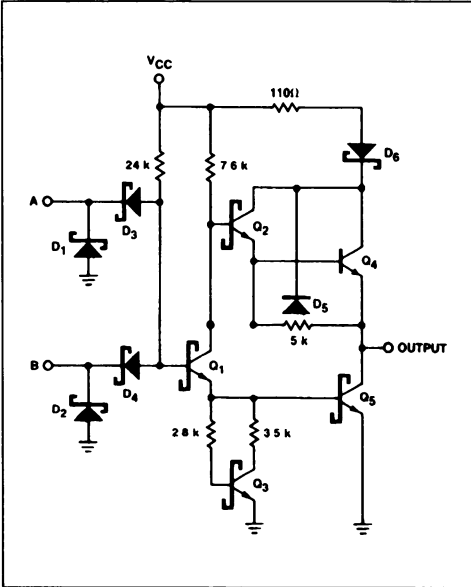 VCC
110Ω
24 k
7 6 k
D6
A
D3
Q2
D1
Q4
D5
5 k
OUTPUT
B
Q1
D4
Q5
D2
2 8 k
3 5 k
Q3